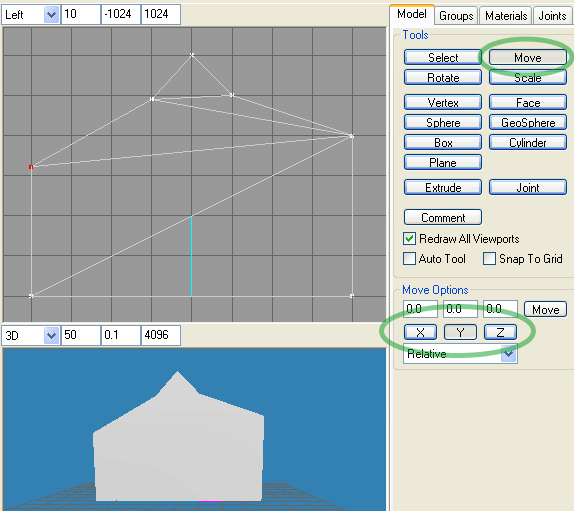 Left 10 -1024 1024
Model Groups Materials Joints
Tools
Select Move
Rotate Scale
Vertex Face
Sphere GeoSphere
Box Cylinder
Plane
Extrude Joint
Comment
Redraw All Viewports
Auto Tool Snap To Grid
Move Options
0.0 0.0 0.0 Move
X Y Z
Relative
3D 50 0.1 4096